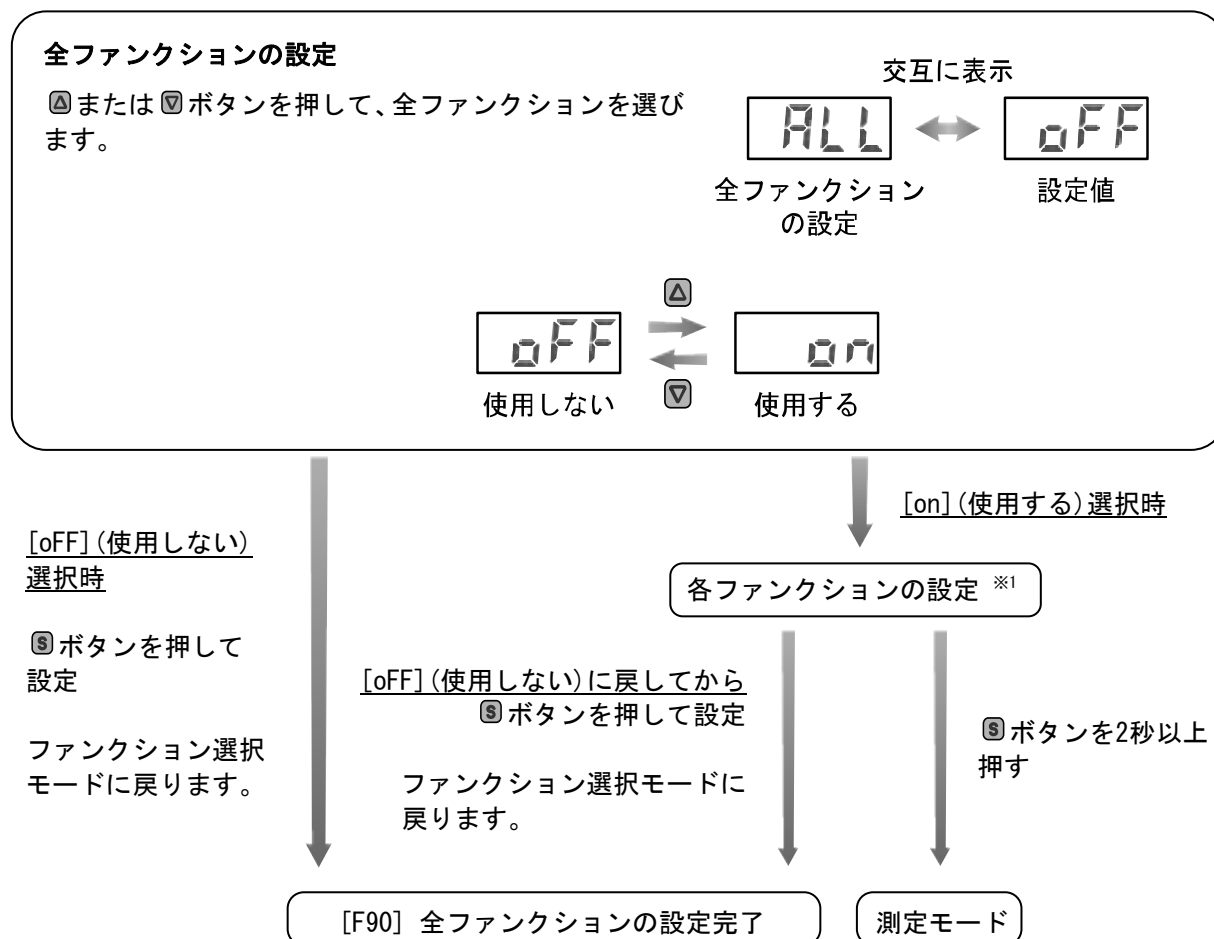 全ファンクションの設定
△または▽ボタンを押して、全ファンクションを選び
ます。
交互に表示
ALL
oFF
全ファンクション
の設定
設定値
△
oFF
on
▽
使用しない
使用する
[on](使用する)選択時
[oFF](使用しない)
選択時
各ファンクションの設定 ※1
Sボタンを押して
設定
[oFF](使用しない)に戻してから
Sボタンを押して設定
Sボタンを2秒以上
押す
ファンクション選択
モードに戻ります。
ファンクション選択モードに
戻ります。
[F90] 全ファンクションの設定完了
測定モード